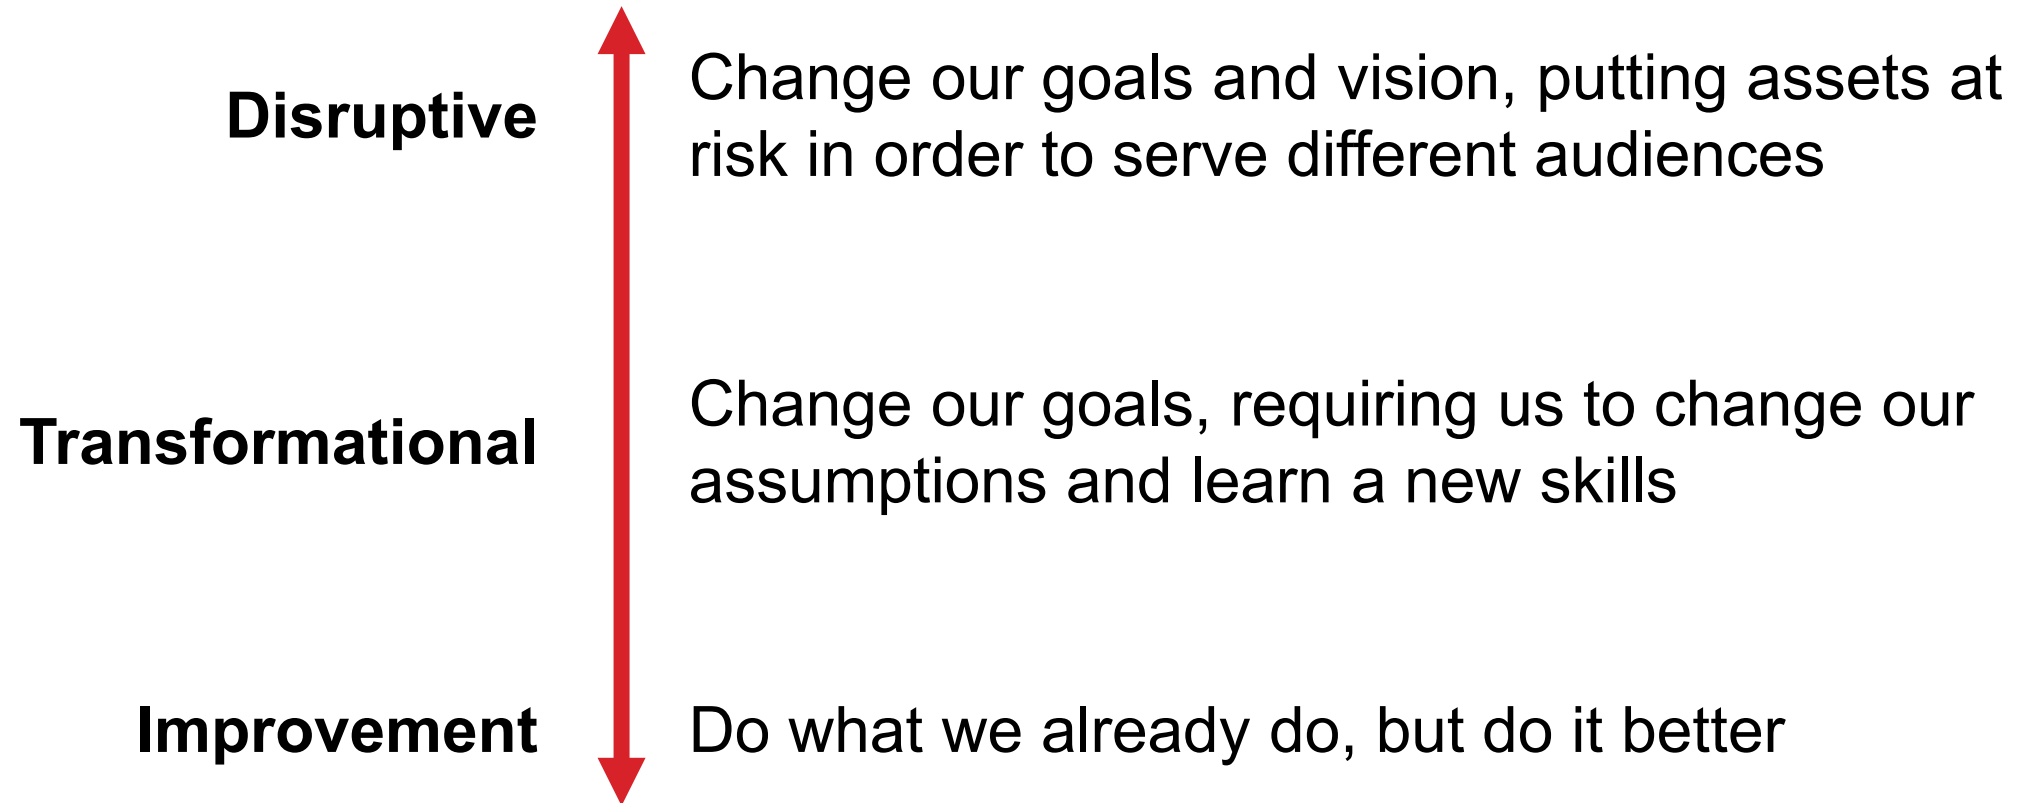 Disruptive
Change our goals and vision, putting assets at
risk in order to serve different audiences
Transformational
Change our goals, requiring us to change our
assumptions and learn a new skills
Improvement
Do what we already do, but do it better